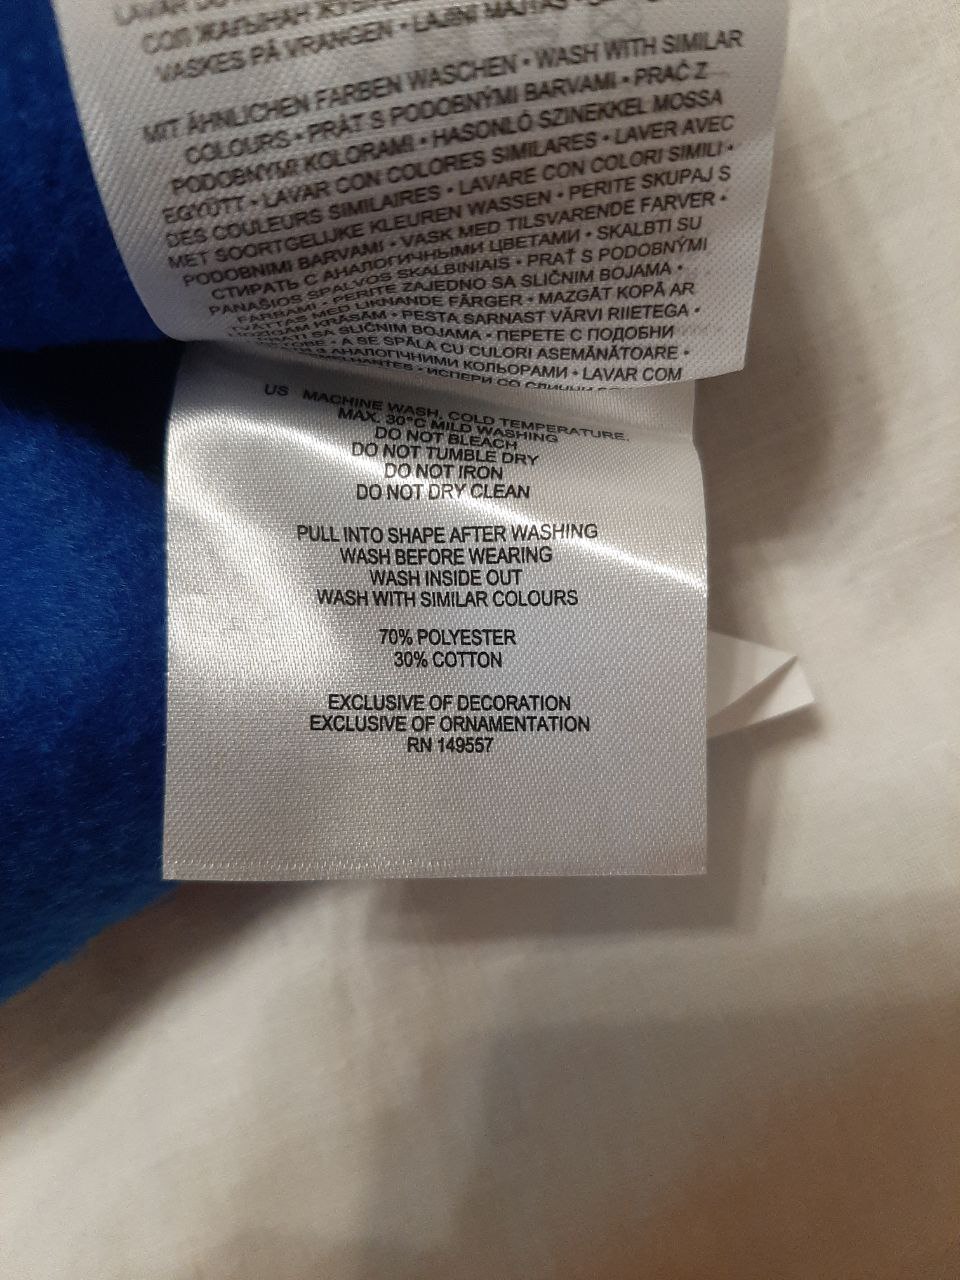 СОЛ ЖАҒЫНАН
VASKES PÅ VRANGEN •
MIT ÄHNLICHEN FARBEN WASCHEN • WASH WITH SIMILAR
COLOURS • PRÁT S PODOBNÝMI BARVAMI • PRAĆ Z
PODOBNYMI KOLORAMI • HASONLÓ SZINEKKEL MOSSA
EGYÜTT • LAVAR CON COLORES SIMILARES • LAVER AVEC
DES COULEURS SIMILAIRES • LAVARE CON COLORI SIMILI •
MET SOORTGELIJKE KLEUREN WASSEN • PERITE SKUPAJ S
PODOBNIMI BARVAMI • VASK MED TILSVARENDE FARVER •
СТИРАТЬ С АНАЛОГИЧНЫМИ ЦВЕТАМИ • SKALBTI SU
PANAŠIOS SPALVOS SKALBINIAIS • PRAŤ S PODOBNÝMI
FARBAMI • PERITE ZAJEDNO SA SLIČNIM BOJAMA •
TVÄTTAS MED LIKNANDE FÄRGER • MAZGĀT KOPĀ AR
KRĀSĀM • PESTA SARNAST VÄRVI RIIETEGA •
SA SLIČNIM BOJAMA • ПЕРЕТЕ С ПОДОБНИ
• A SE SPĂLA CU CULORI ASEMĂNĂTOARE •
З АНАЛОГІЧНИМИ КОЛЬОРАМИ • LAVAR COM
• ИСПЕРИ СО
US MACHINE WASH, COLD TEMPERATURE.
MAX. 30°C MILD WASHING
DO NOT BLEACH
DO NOT TUMBLE DRY
DO NOT IRON
DO NOT DRY CLEAN
PULL INTO SHAPE AFTER WASHING
WASH BEFORE WEARING
WASH INSIDE OUT
WASH WITH SIMILAR COLOURS
70% POLYESTER
30% COTTON
EXCLUSIVE OF DECORATION
EXCLUSIVE OF ORNAMENTATION
RN 149557